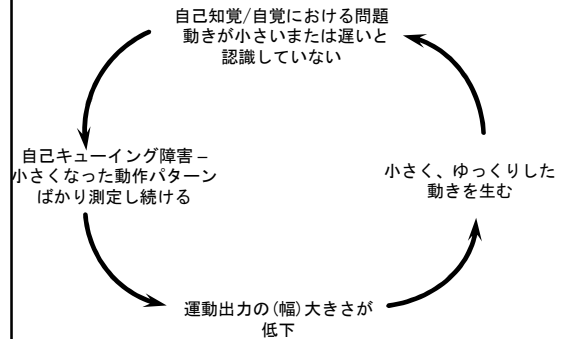 自己知覚/自覚における問題
動きが小さいまたは遅いと
認識していない
自己キューイング障害 –
小さくなった動作パターン
ばかり測定し続ける
小さく、ゆっくりした
動きを生む
運動出力の(幅)大きさが
低下